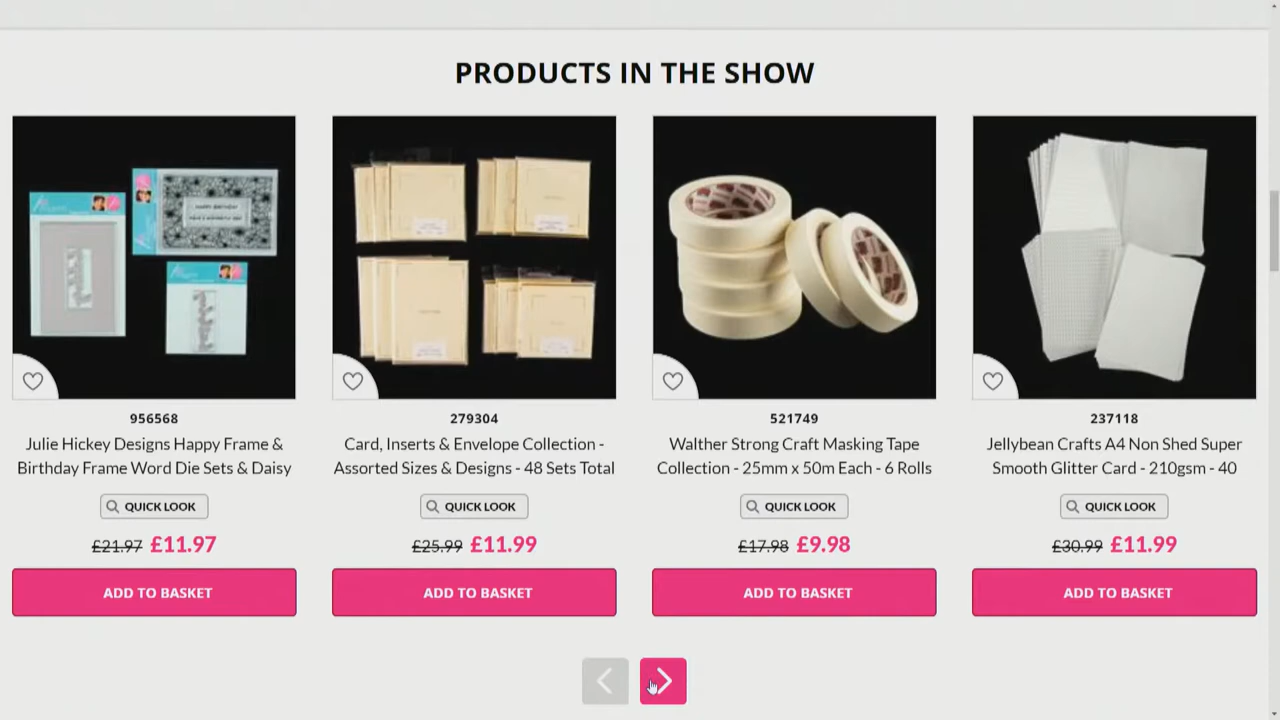 PRODUCTS IN THE SHOW
956568
Julie Hickey Designs Happy Frame &
Birthday Frame Word Die Sets & Daisy
QUICK LOOK
£21.97 £11.97
ADD TO BASKET
279304
Card, Inserts & Envelope Collection -
Assorted Sizes & Designs - 48 Sets Total
QUICK LOOK
£25.99 £11.99
ADD TO BASKET
521749
Walther Strong Craft Masking Tape
Collection - 25mm x 50m Each - 6 Rolls
QUICK LOOK
£17.98 £9.98
ADD TO BASKET
237118
Jellybean Crafts A4 Non Shed Super
Smooth Glitter Card - 210gsm - 40
QUICK LOOK
£30.99 £11.99
ADD TO BASKET